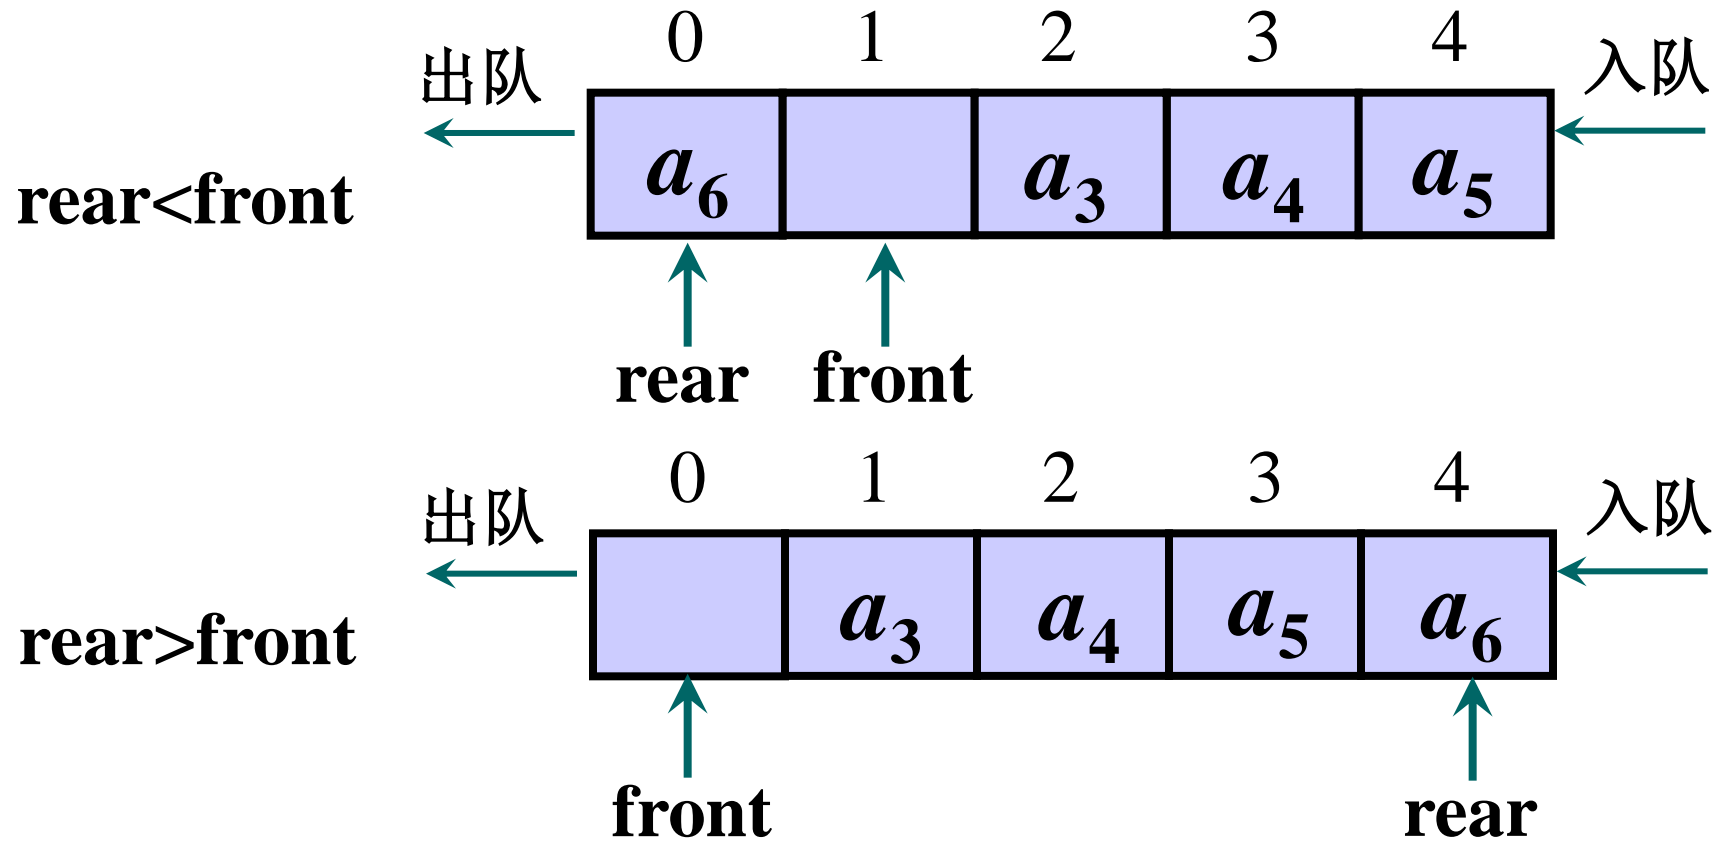 0 1 2 3 4
出队 入队
rear<front
a6 a3 a4 a5
rear front
0 1 2 3 4
出队 入队
rear>front
a3 a4 a5 a6
front rear